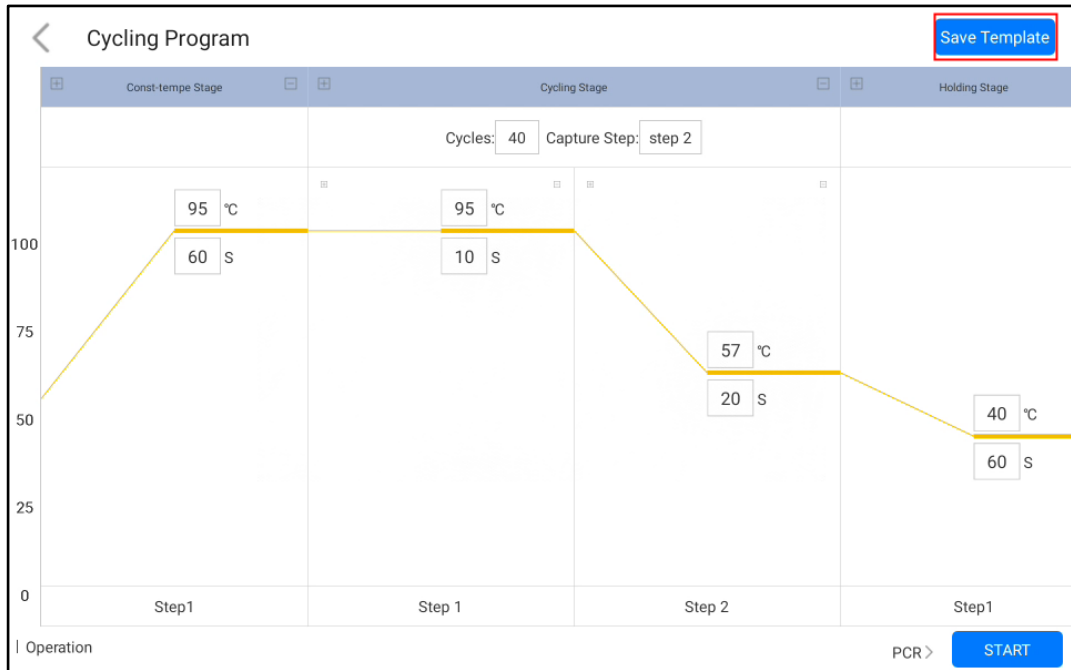 Cycling Program
Save Template
Const-tempe Stage
Cycling Stage
Holding Stage
Cycles: 40 Capture Step: step 2
95 ℃
60 S
95 ℃
10 S
57 ℃
20 S
40 ℃
60 S
100
75
50
25
0
Step1
Step 1
Step 2
Step1
| Operation
PCR >
START